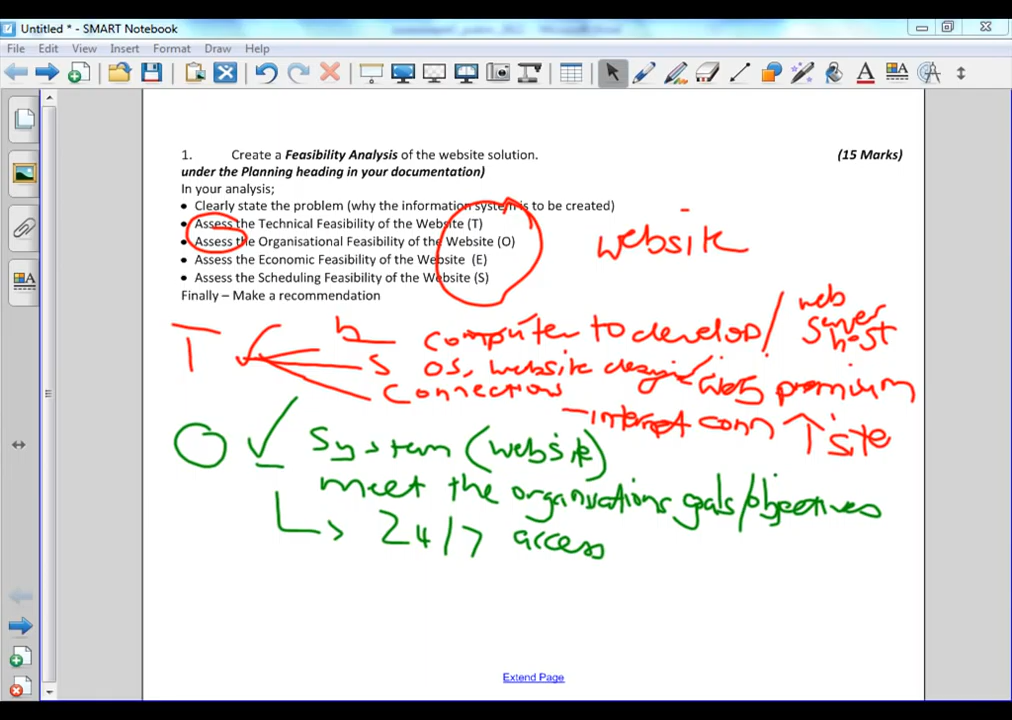 Untitled * - SMART Notebook
File Edit View Insert Format Draw Help
1. Create a Feasibility Analysis of the website solution. (15 Marks)
under the Planning heading in your documentation)
In your analysis;
• Clearly state the problem (why the information system is to be created)
• Assess the Technical Feasibility of the Website (T)
• Assess the Organisational Feasibility of the Website (O)
• Assess the Economic Feasibility of the Website (E)
• Assess the Scheduling Feasibility of the Website (S)
Finally – Make a recommendation
website
T
h computer to develop/ web server host
S OS, website design/ web premium
connections
- internet conn ↑ site
O ✓ System (website)
meet the organisations goals/objectives
↳ 24/7 access
Extend Page